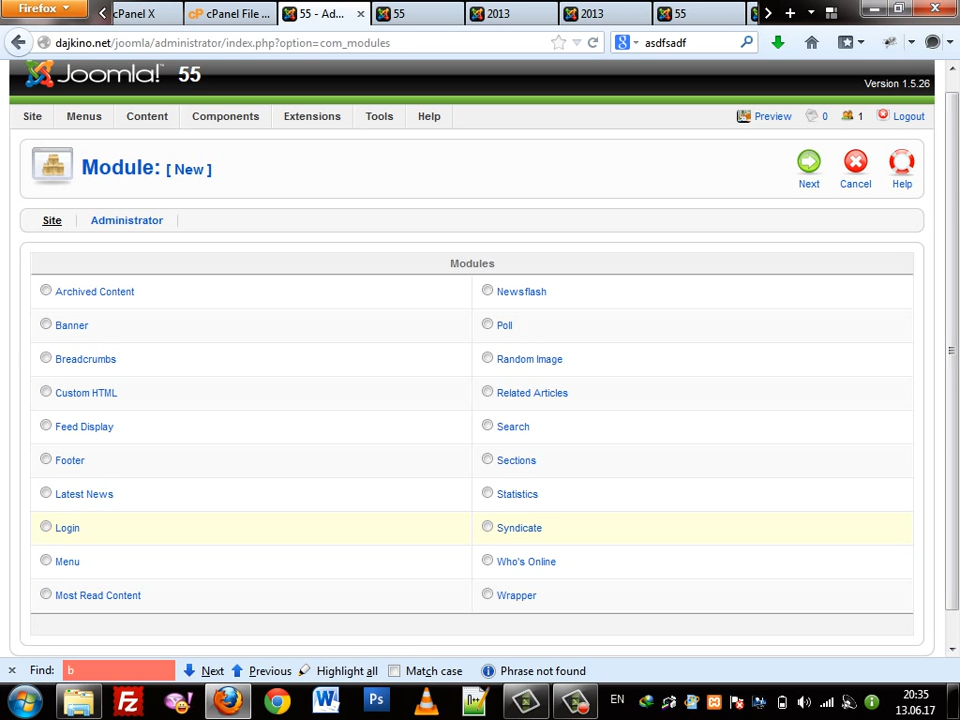 Firefox
cPanel X
cPanel File ...
55 - Ad...
55
2013
2013
55
dajkino.net/joomla/administrator/index.php?option=com_modules
asdfsadf
Joomla! 55
Version 1.5.26
Site Menus Content Components Extensions Tools Help
Preview 0 1 Logout
Module: [ New ]
Next Cancel Help
Site Administrator
Modules
Archived Content Newsflash
Banner Poll
Breadcrumbs Random Image
Custom HTML Related Articles
Feed Display Search
Footer Sections
Latest News Statistics
Login Syndicate
Menu Who's Online
Most Read Content Wrapper
Find: b Next Previous Highlight all Match case Phrase not found
EN
20:35
13.06.17